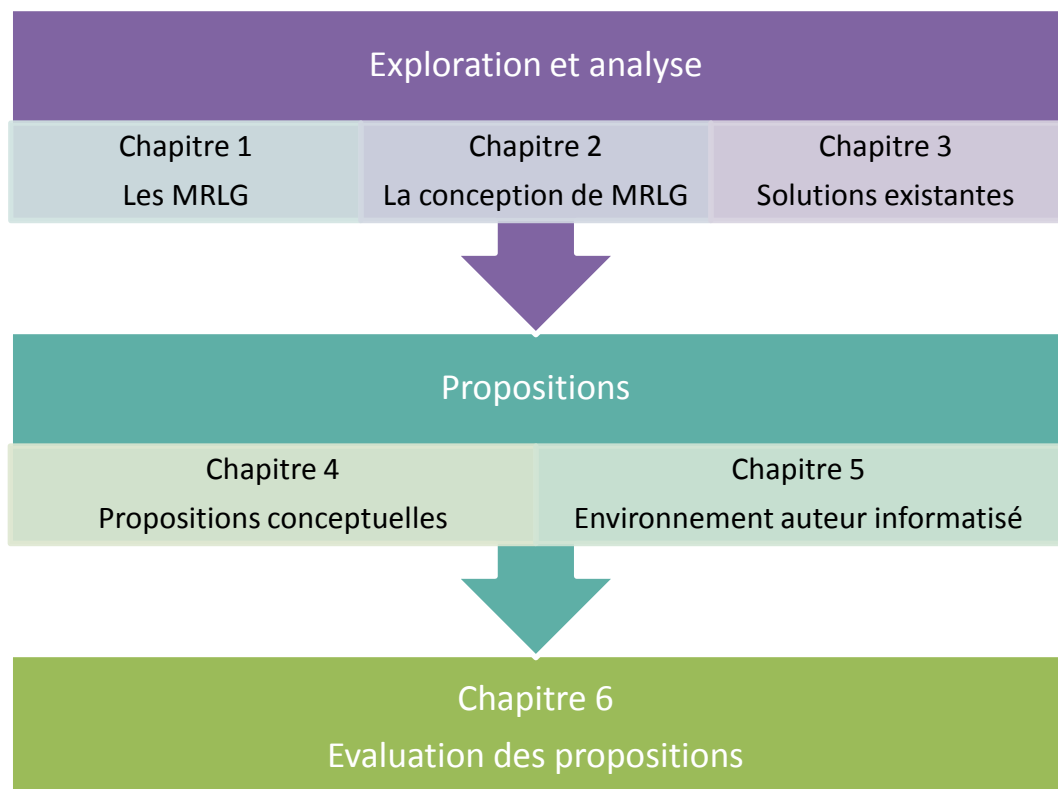 Exploration et analyse
Chapitre 1
Les MRLG
Chapitre 2
La conception de MRLG
Chapitre 3
Solutions existantes
Propositions
Chapitre 4
Propositions conceptuelles
Chapitre 5
Environnement auteur informatisé
Chapitre 6
Evaluation des propositions